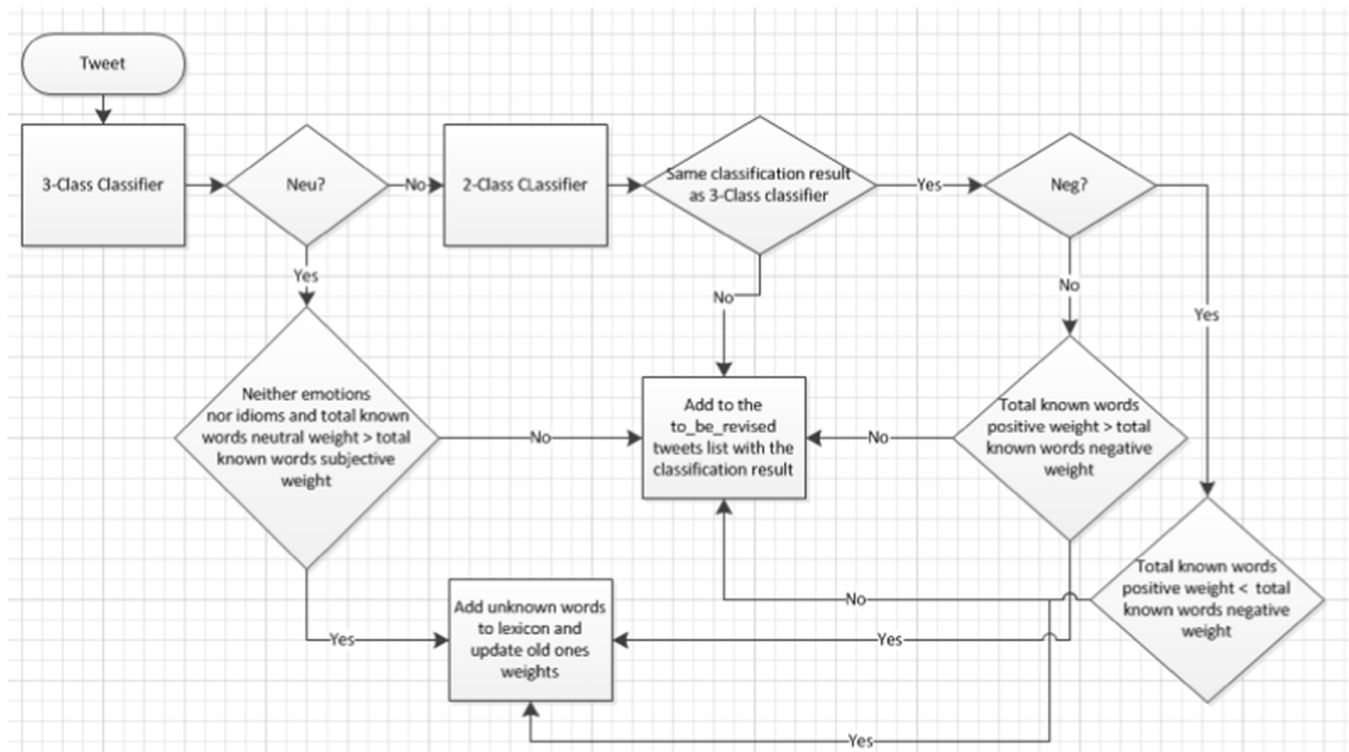 Tweet
3-Class Classifier
Neu?
No
2-Class CLassifier
Same classification result
as 3-Class classifier
Yes
Neg?
Yes
No
No
Yes
Neither emotions
nor idioms and total known
words neutral weight > total
known words subjective
weight
No
Add to the
to_be_revised
tweets list with the
classification result
No
Total known words
positive weight > total
known words negative
weight
Total known words
positive weight < total
known words negative
weight
No
Add unknown words
to lexicon and
update old ones
weights
Yes
Yes
Yes